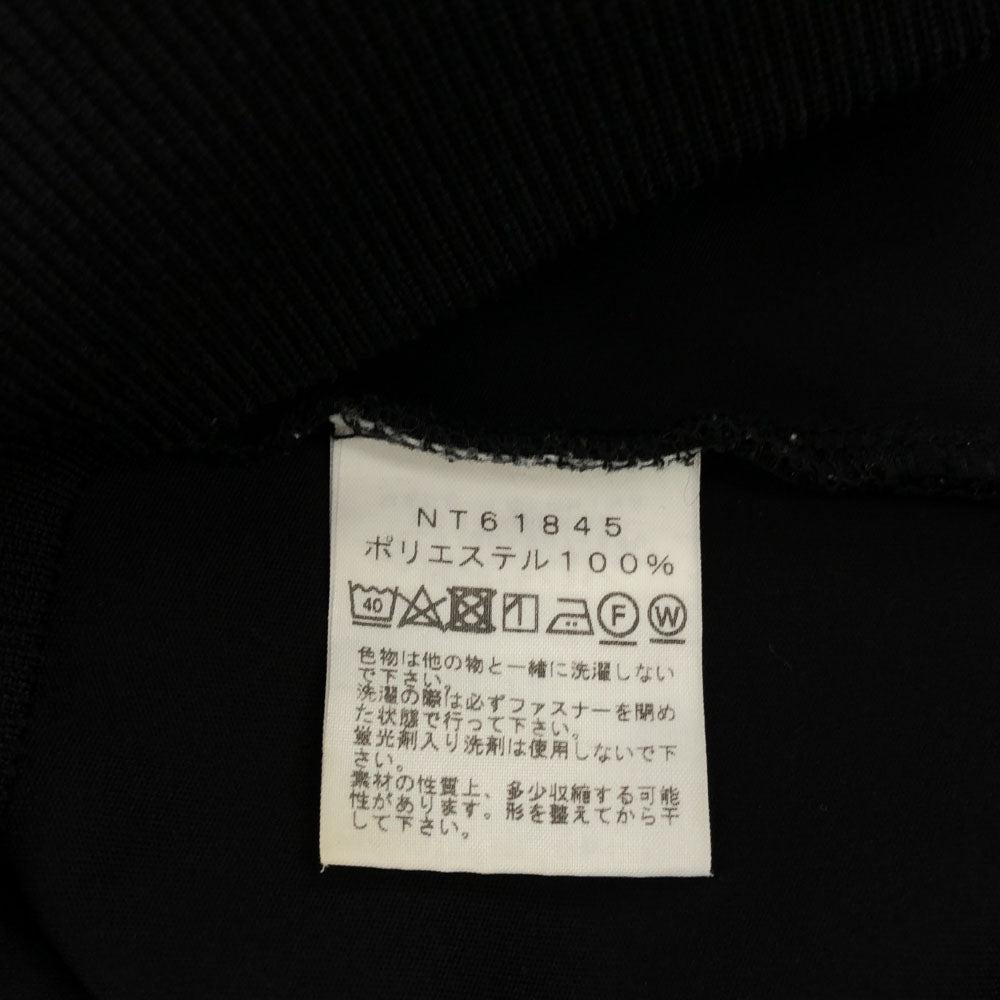 NT61845
ポリエステル100%
40 F W
色物は他の物と一緒に洗濯しない
で下さい。
洗濯の際は必ずファスナーを閉め
た状態で行って下さい。
蛍光剤入り洗剤は使用しないで下
さい。
素材の性質上、多少収縮する可能
性があります。形を整えてから干
して下さい。